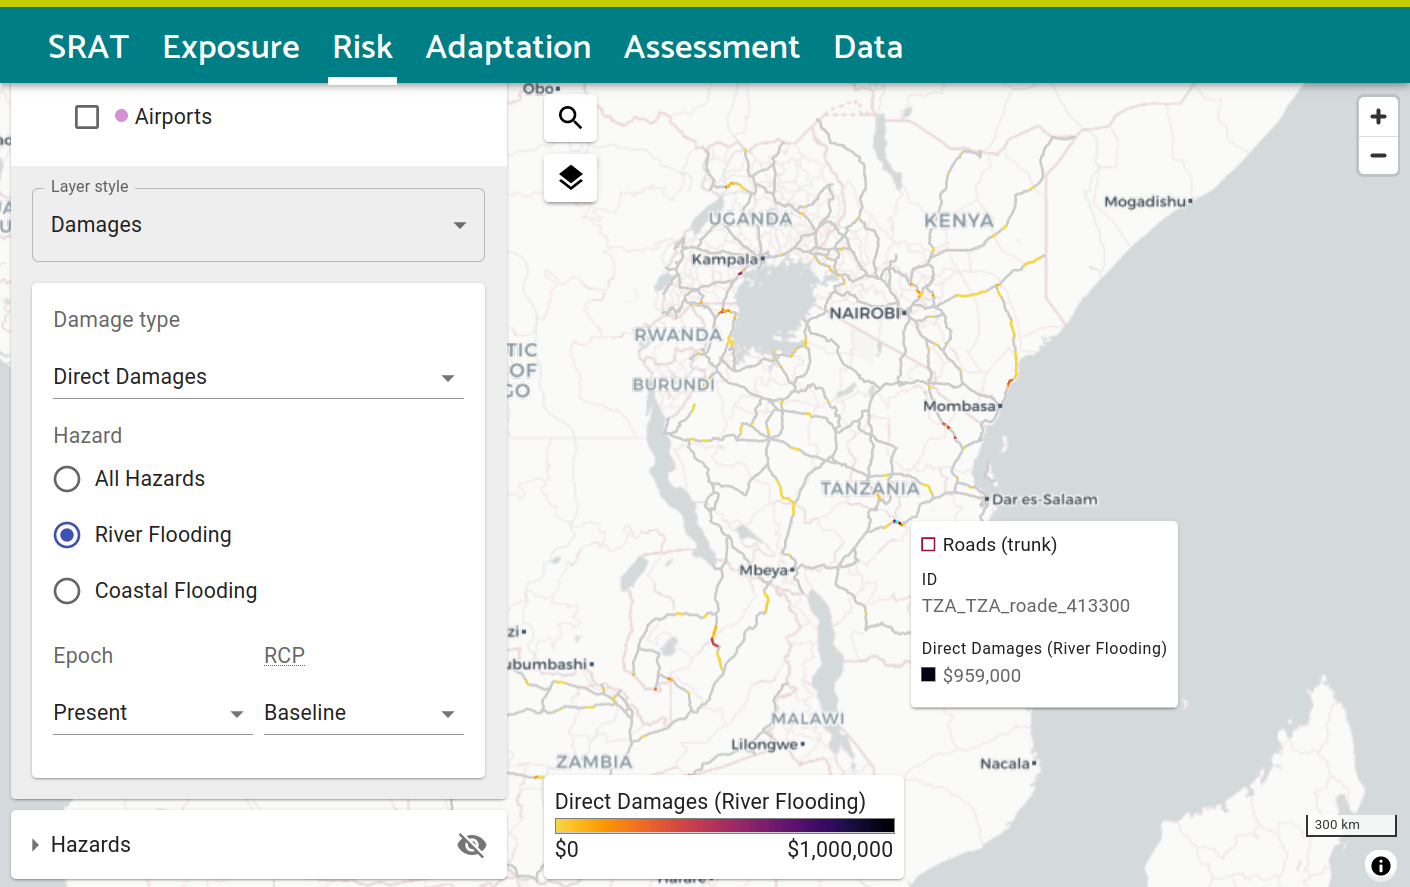 SRAT Exposure Risk Adaptation Assessment Data
Airports
Layer style
Damages
Damage type
Direct Damages
Hazard
All Hazards
River Flooding
Coastal Flooding
Epoch RCP
Present Baseline
Hazards
Obo
Mogadishu
UGANDA
KENYA
Kampala
NAIROBI
RWANDA
TIC
OF
GO
BURUNDI
Mombasa
TANZANIA
Dar es-Salaam
Roads (trunk)
ID
TZA_TZA_roade_413300
Direct Damages (River Flooding)
$959,000
Mbeya
zi
ubumbashi
MALAWI
Lilongwe
ZAMBIA
Nacala
Direct Damages (River Flooding)
$0 $1,000,000
Harare
300 km